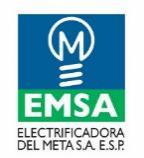 M
EMSA
ELECTRIFICADORA
DEL META S.A. E.S.P.